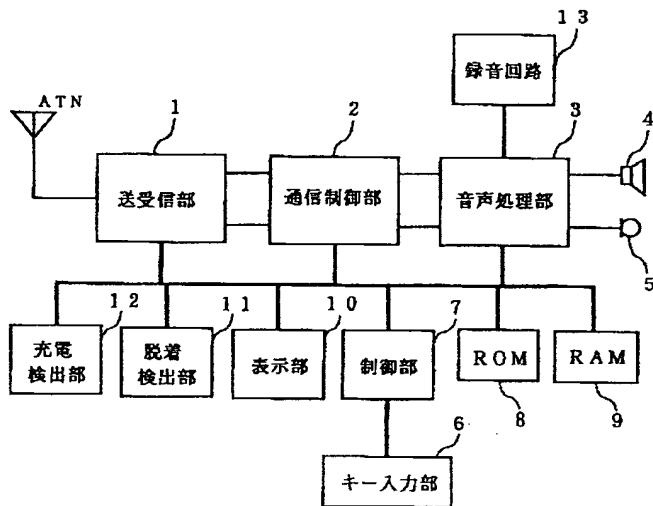 13
録音回路
ATN
1
2
3
4
送受信部
通信制御部
音声処理部
5
12
11
10
7
充電
検出部
脱着
検出部
表示部
制御部
ROM
RAM
8
9
6
キー入力部